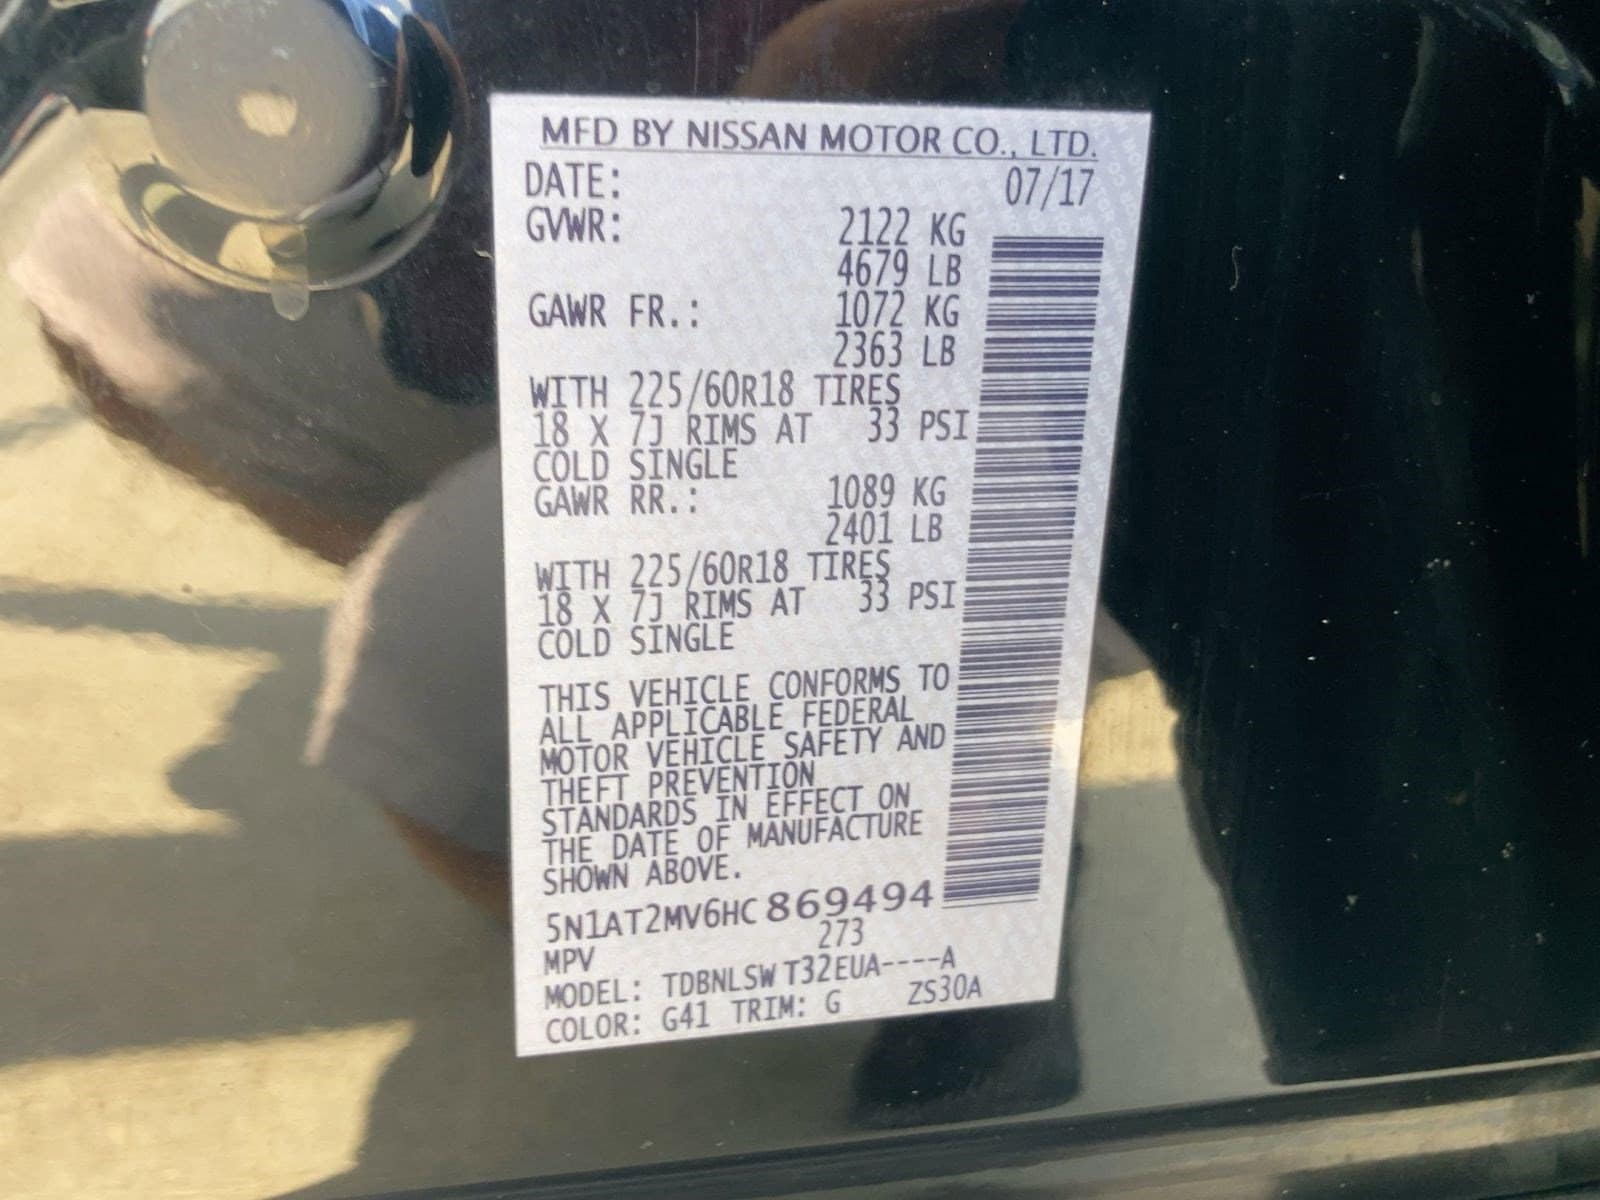 MFD BY NISSAN MOTOR CO., LTD.
DATE: 07/17
GVWR: 2122 KG
4679 LB
GAWR FR.: 1072 KG
2363 LB
WITH 225/60R18 TIRES
18 X 7J RIMS AT 33 PSI
COLD SINGLE
GAWR RR.: 1089 KG
2401 LB
WITH 225/60R18 TIRES
18 X 7J RIMS AT 33 PSI
COLD SINGLE
THIS VEHICLE CONFORMS TO
ALL APPLICABLE FEDERAL
MOTOR VEHICLE SAFETY AND
THEFT PREVENTION
STANDARDS IN EFFECT ON
THE DATE OF MANUFACTURE
SHOWN ABOVE.
5N1AT2MV6HC869494
MPV 273
MODEL: TDBNLSW T32EUA----A
COLOR: G41 TRIM: G ZS30A